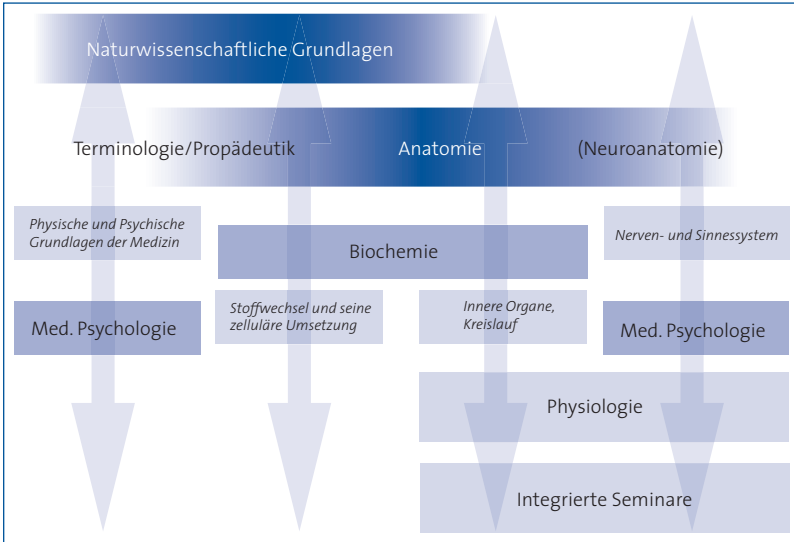 Naturwissenschaftliche Grundlagen
Terminologie/Propädeutik Anatomie (Neuroanatomie)
Physische und Psychische
Grundlagen der Medizin
Nerven- und Sinnessystem
Biochemie
Med. Psychologie
Stoffwechsel und seine
zelluläre Umsetzung
Innere Organe,
Kreislauf
Med. Psychologie
Physiologie
Integrierte Seminare